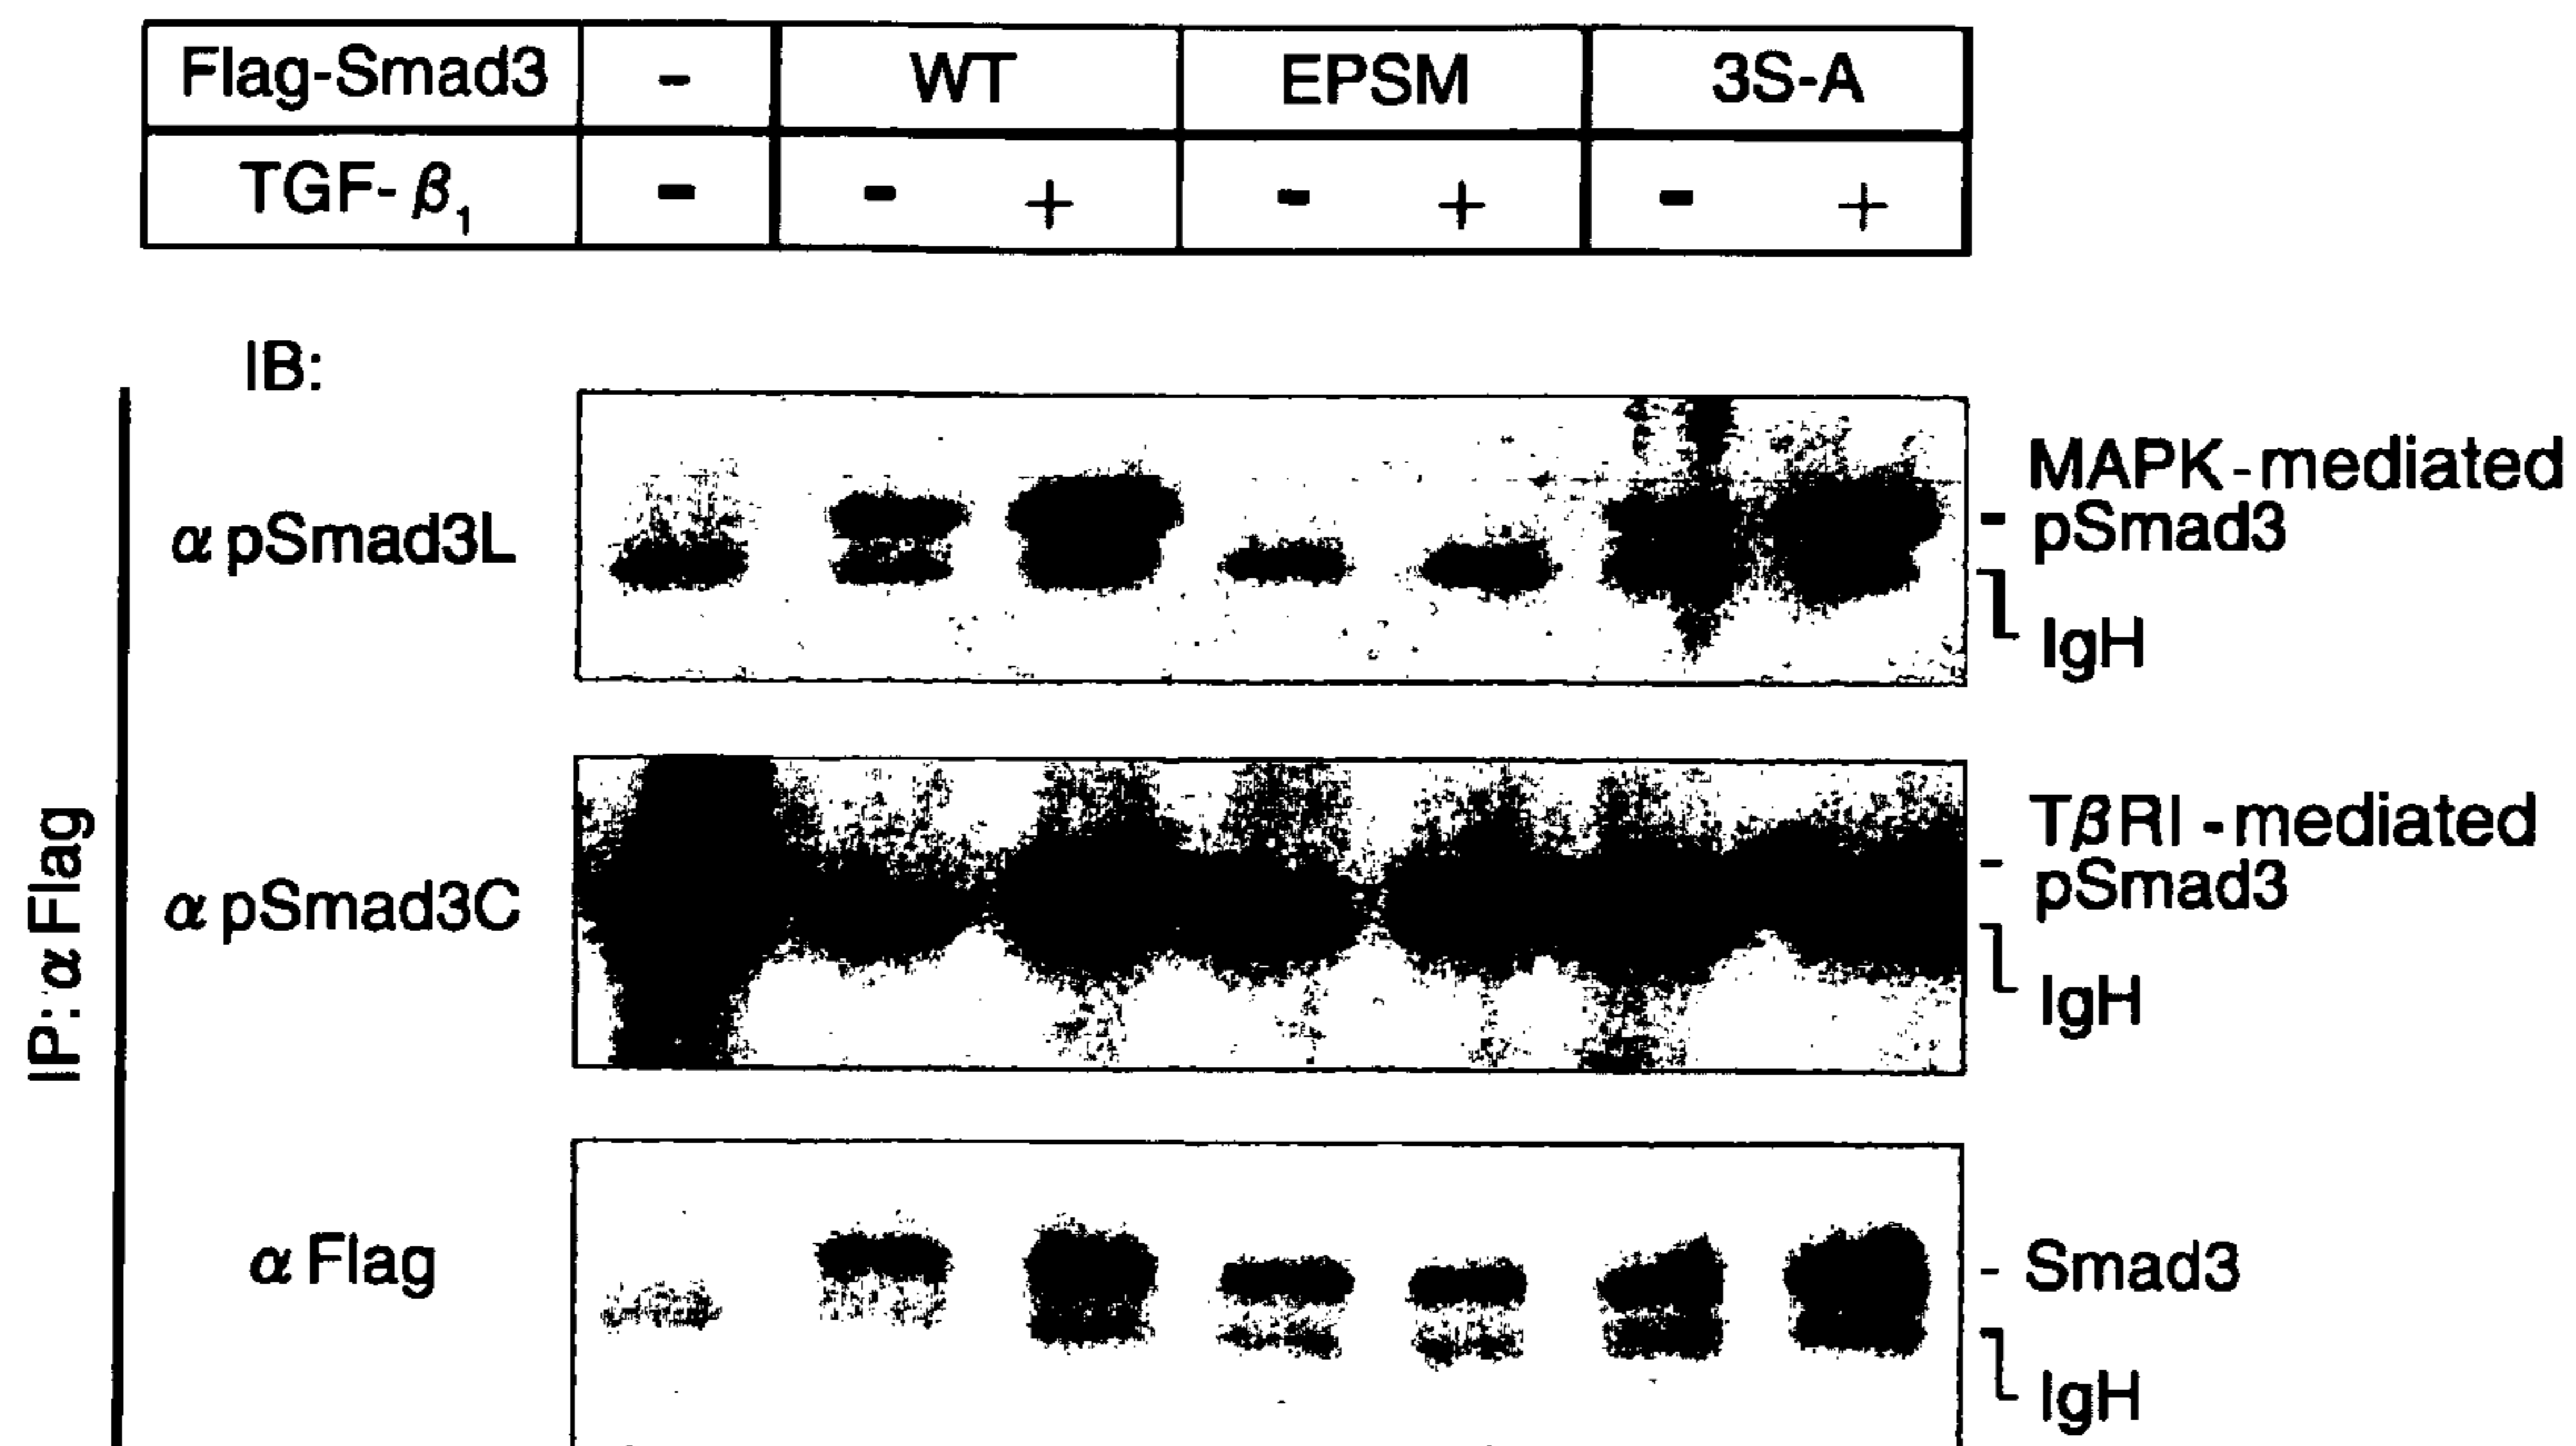 Flag-Smad3 - WT EPSM 3S-A
TGF-β₁ - - + - + - +
IB:
IP: α Flag
α pSmad3L
MAPK-mediated
pSmad3
IgH
α pSmad3C
TβRI-mediated
pSmad3
IgH
α Flag
Smad3
IgH